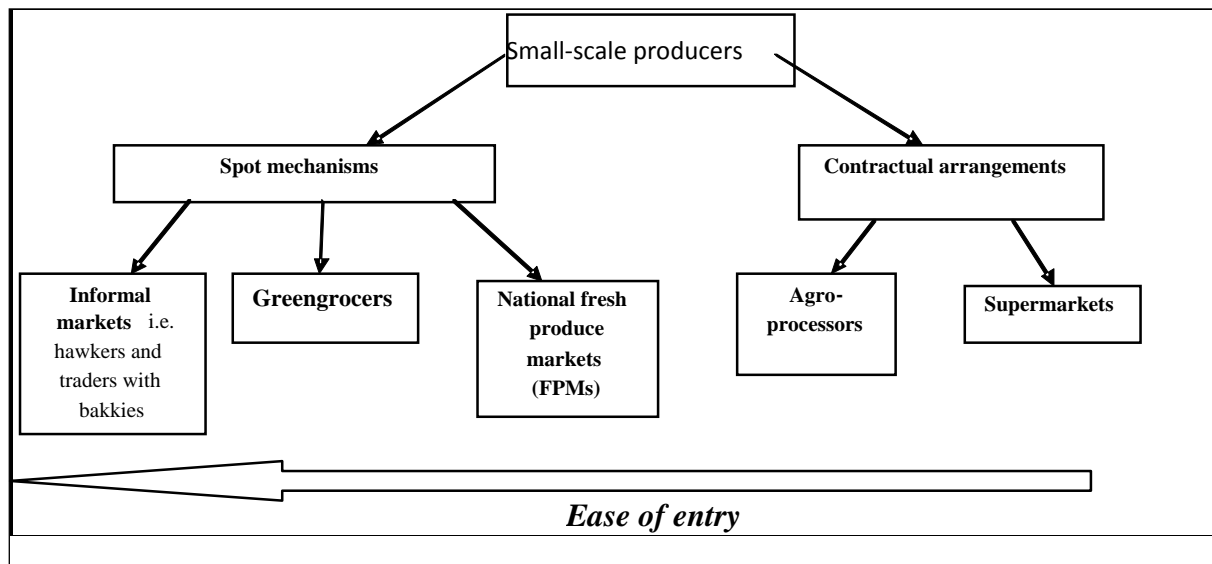 Small-scale producers
Spot mechanisms
Contractual arrangements
Informal
markets i.e.
hawkers and
traders with
bakkies
Greengrocers
National fresh
produce
markets
(FPMs)
Agro-
processors
Supermarkets
Ease of entry